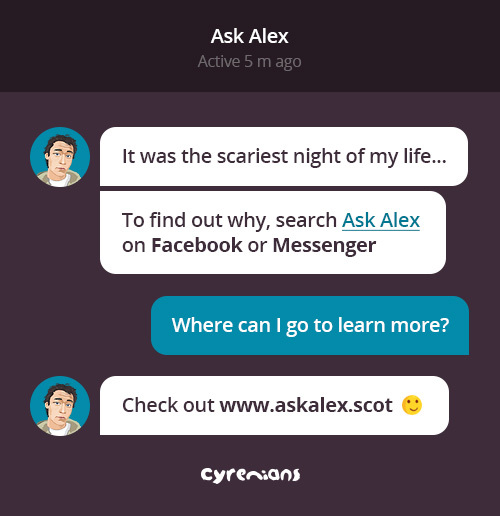 Ask Alex
Active 5 m ago
It was the scariest night of my life...
To find out why, search Ask Alex
on Facebook or Messenger
Where can I go to learn more?
Check out www.askalex.scot 🙂
cyrenians